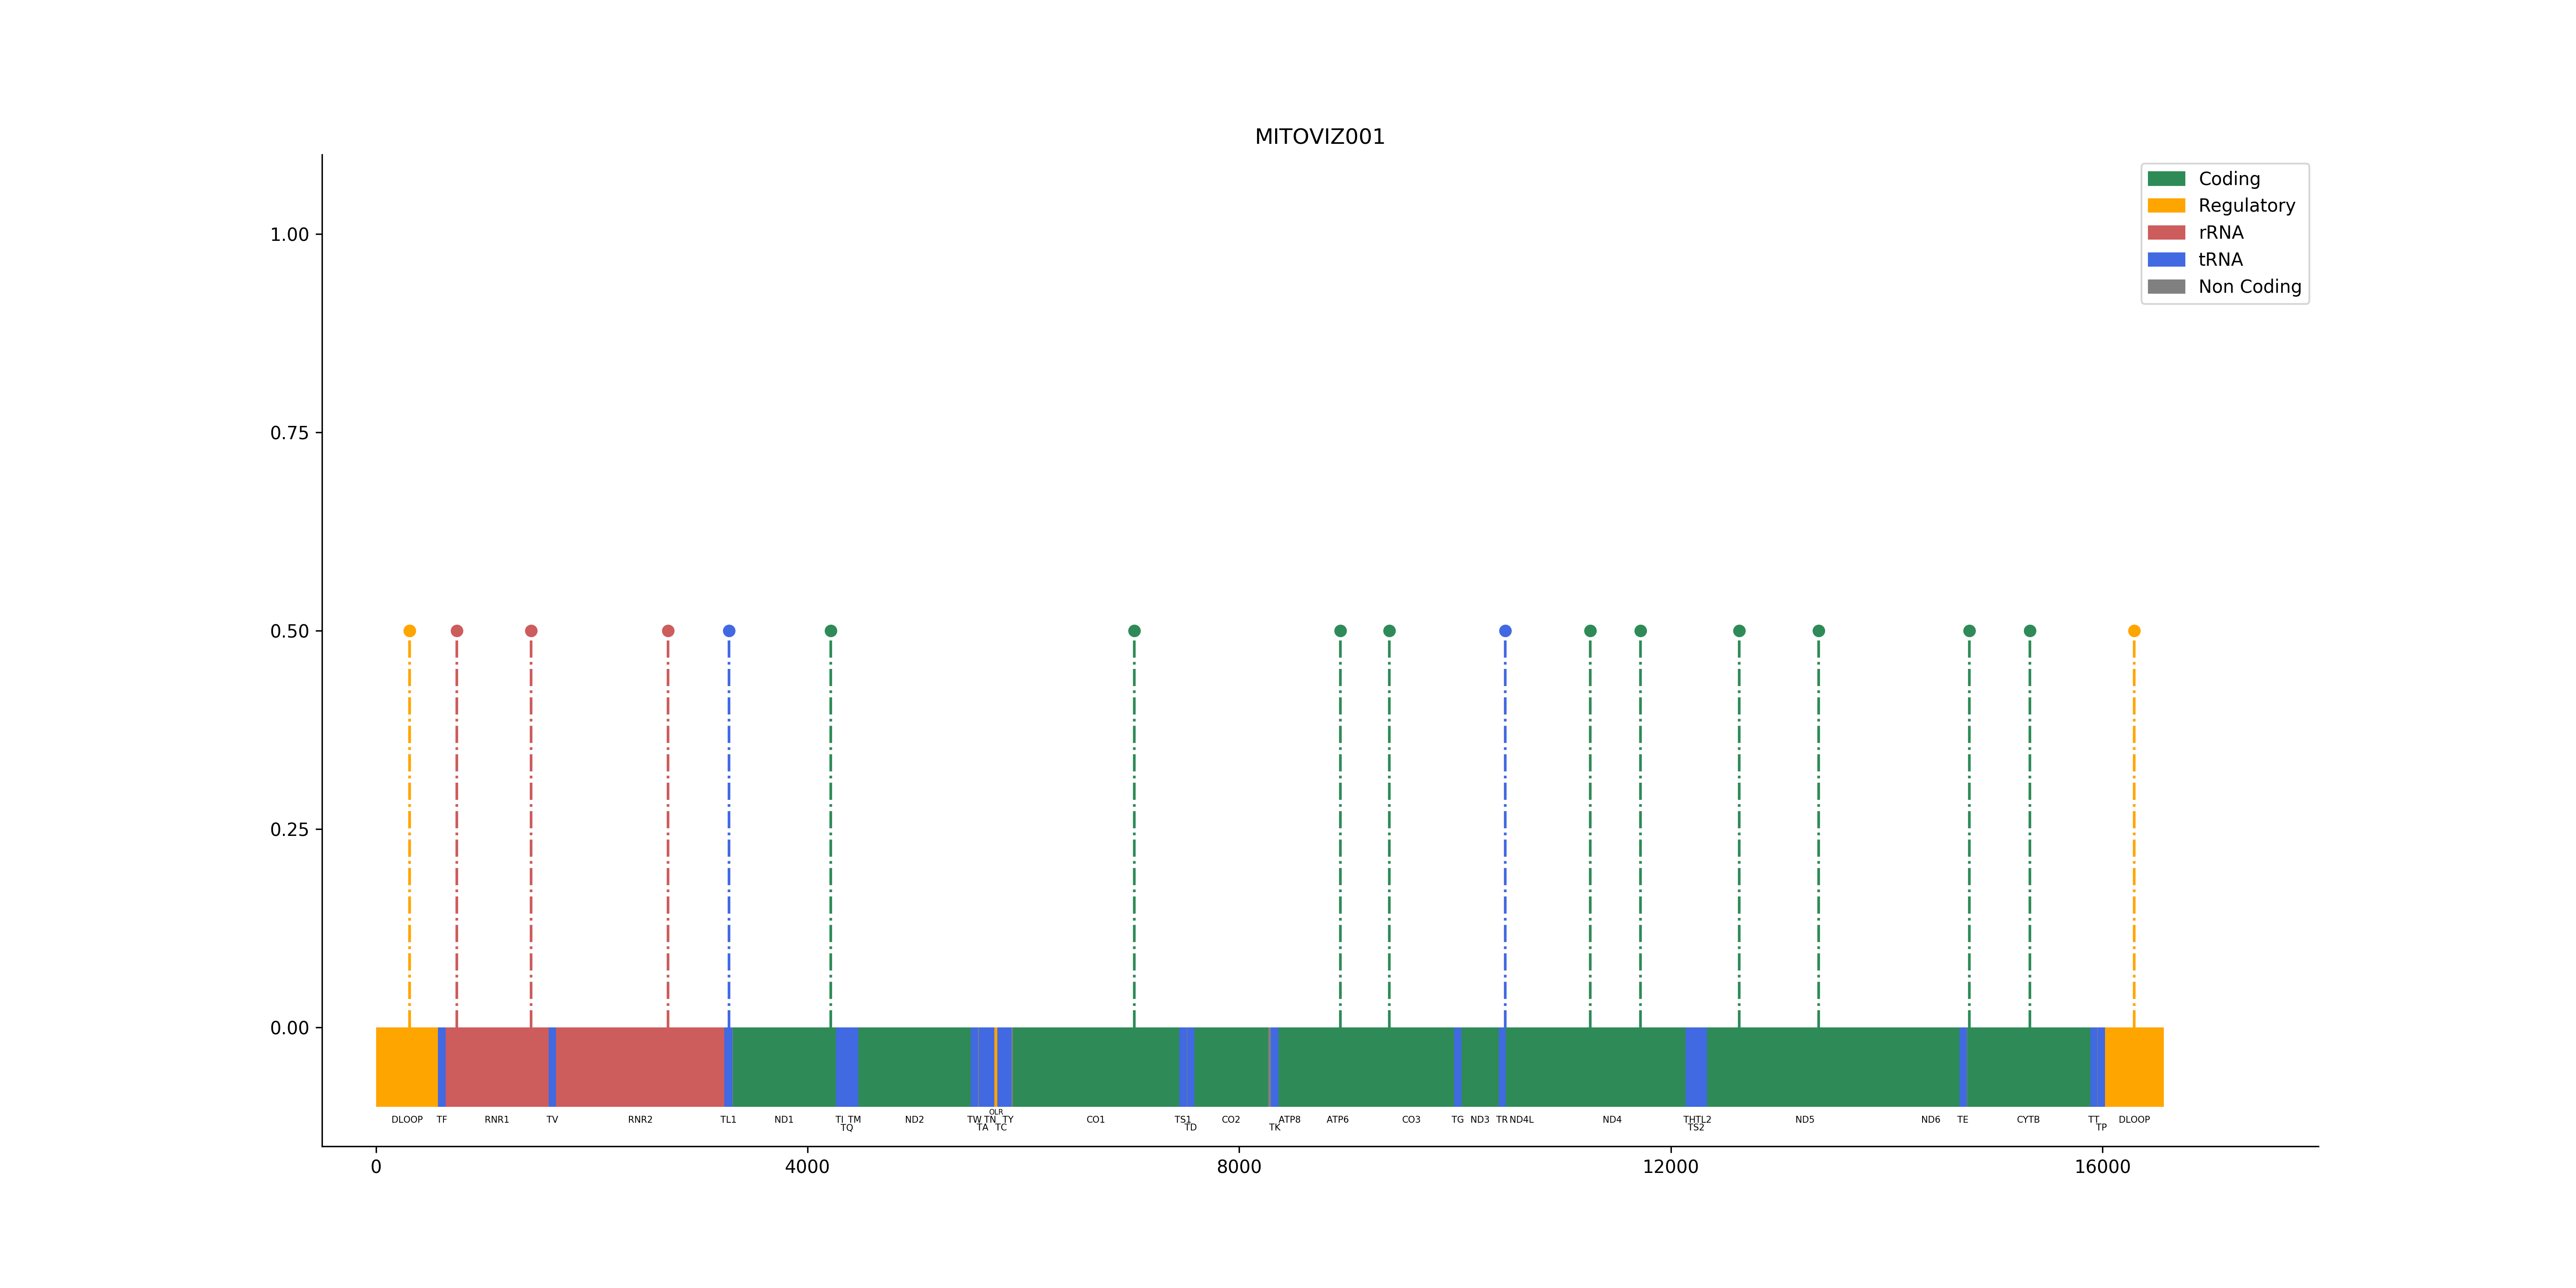 MITOVIZ001
Coding
Regulatory
rRNA
tRNA
Non Coding
1.00
0.75
0.50
0.25
0.00
OLR
DLOOP TF RNR1 TV RNR2 TL1 ND1 TI TM ND2 TW TN TY CO1 TS1 CO2 ATP8 ATP6 CO3 TG ND3 TR ND4L ND4 TH TL2 ND5 ND6 TE CYTB TT DLOOP
TQ TA TC TD TK TS2 TP
0 4000 8000 12000 16000